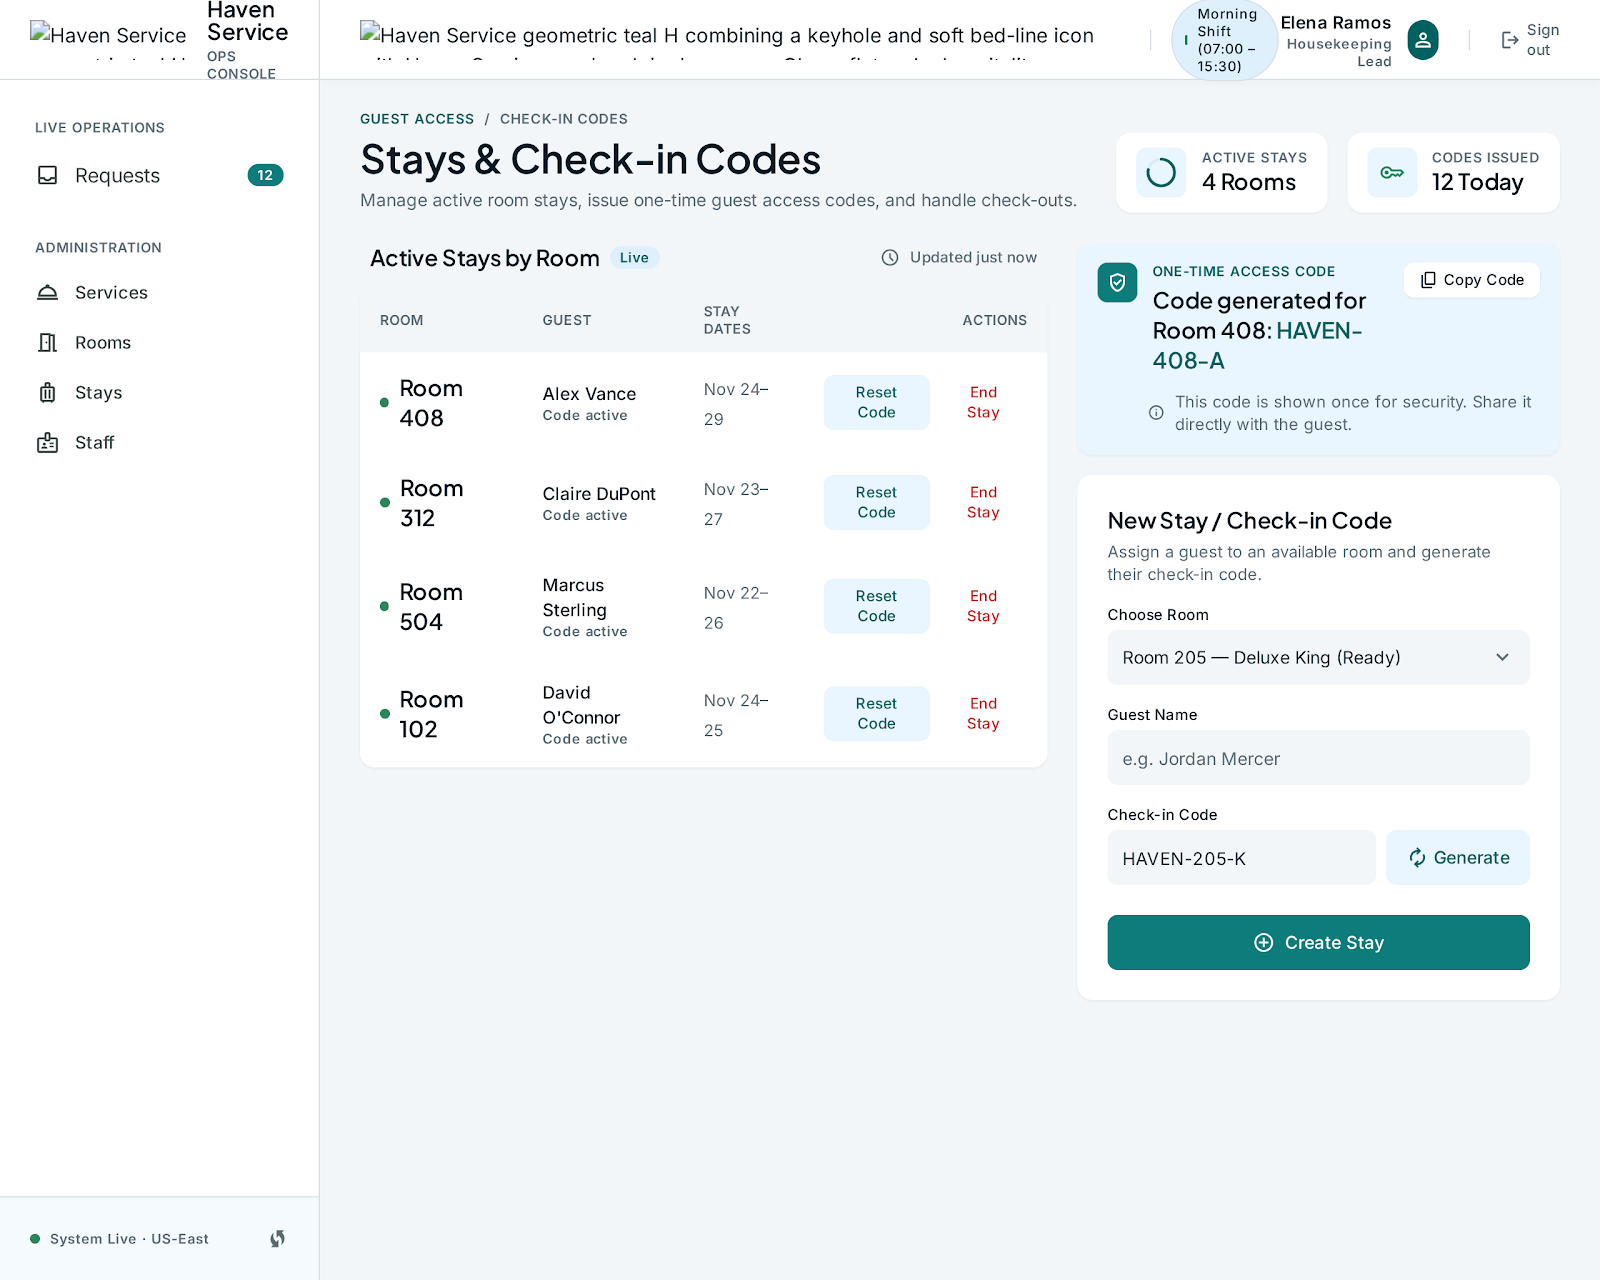 Haven Service
Haven
Service
OPS
CONSOLE
Haven Service geometric teal H combining a keyhole and soft bed-line icon
Morning
Shift
(07:00 –
15:30)
Elena Ramos
Housekeeping
Lead
Sign
out
LIVE OPERATIONS
Requests
12
ADMINISTRATION
Services
Rooms
Stays
Staff
System Live · US-East
GUEST ACCESS / CHECK-IN CODES
Stays & Check-in Codes
Manage active room stays, issue one-time guest access codes, and handle check-outs.
ACTIVE STAYS
4 Rooms
CODES ISSUED
12 Today
Active Stays by Room
Live
Updated just now
ROOM
GUEST
STAY
DATES
ACTIONS
Room
408
Alex Vance
Code active
Nov 24–
29
Reset
Code
End
Stay
Room
312
Claire DuPont
Code active
Nov 23–
27
Reset
Code
End
Stay
Room
504
Marcus
Sterling
Code active
Nov 22–
26
Reset
Code
End
Stay
Room
102
David
O'Connor
Code active
Nov 24–
25
Reset
Code
End
Stay
ONE-TIME ACCESS CODE
Code generated for
Room 408: HAVEN-
408-A
Copy Code
This code is shown once for security. Share it
directly with the guest.
New Stay / Check-in Code
Assign a guest to an available room and generate
their check-in code.
Choose Room
Room 205 — Deluxe King (Ready)
Guest Name
e.g. Jordan Mercer
Check-in Code
HAVEN-205-K
Generate
Create Stay